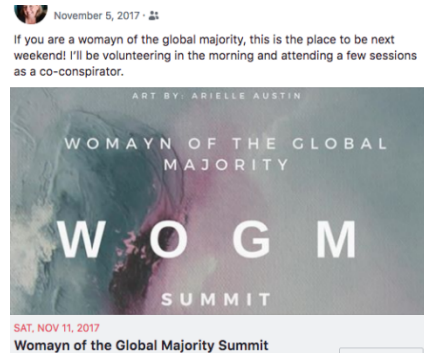 November 5, 2017 ·
If you are a womayn of the global majority, this is the place to be next
weekend! I'll be volunteering in the morning and attending a few sessions
as a co-conspirator.
ART BY: ARIELLE AUSTIN
WOMAYN OF THE GLOBAL
MAJORITY
WOGM
SUMMIT
SAT, NOV 11, 2017
Womayn of the Global Majority Summit